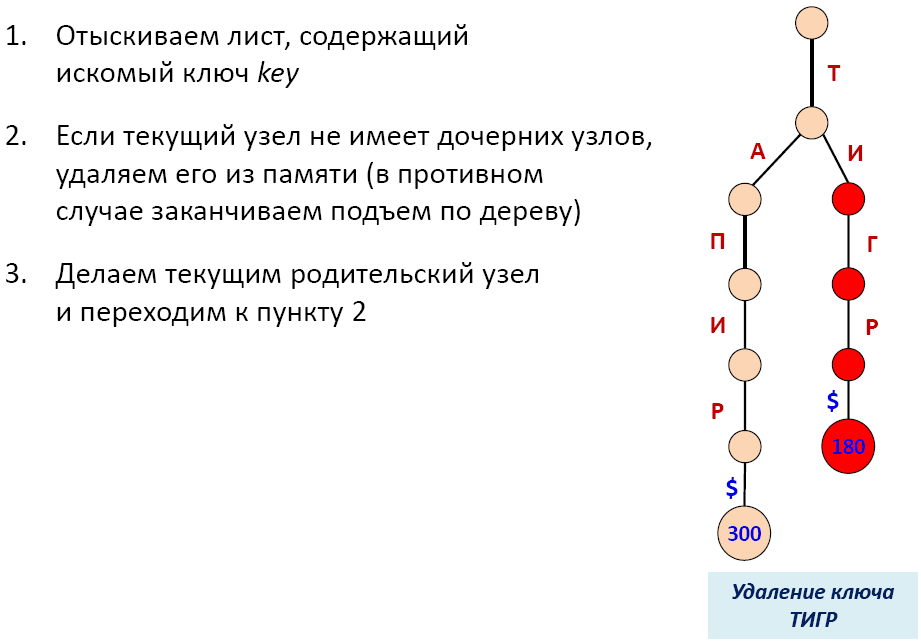 1. Отыскиваем лист, содержащий
искомый ключ key
2. Если текущий узел не имеет дочерних узлов,
удаляем его из памяти (в противном
случае заканчиваем подъем по дереву)
3. Делаем текущим родительский узел
и переходим к пункту 2
Т
А
И
П
Г
И
Р
$
Р
180
$
300
Удаление ключа
ТИГР